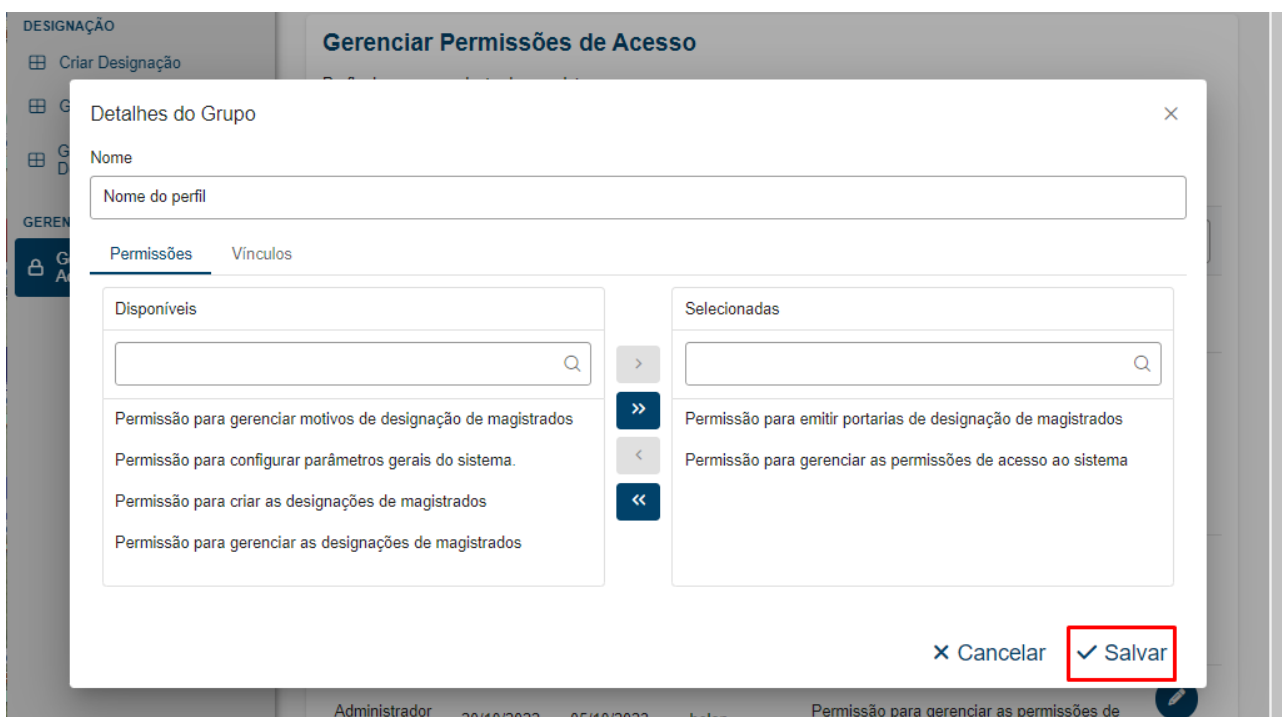 DESIGNAÇÃO
Criar Designação
Gerenciar Permissões de Acesso
Detalhes do Grupo
Nome
Nome do perfil
GEREN
Permissões
Vínculos
Disponíveis
Selecionadas
Permissão para gerenciar motivos de designação de magistrados
Permissão para configurar parâmetros gerais do sistema.
Permissão para criar as designações de magistrados
Permissão para gerenciar as designações de magistrados
Permissão para emitir portarias de designação de magistrados
Permissão para gerenciar as permissões de acesso ao sistema
Cancelar
Salvar
Administrador
Permissão para gerenciar as permissões de